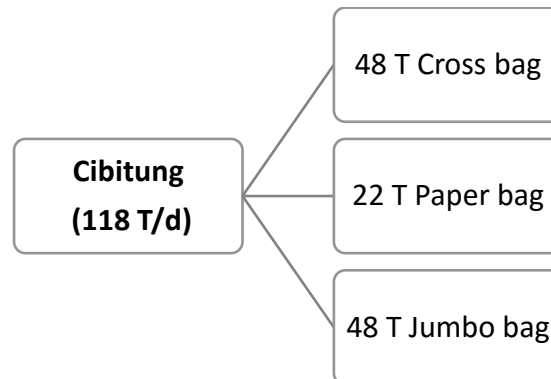 48 T Cross bag
Cibitung
(118 T/d)
22 T Paper bag
48 T Jumbo bag